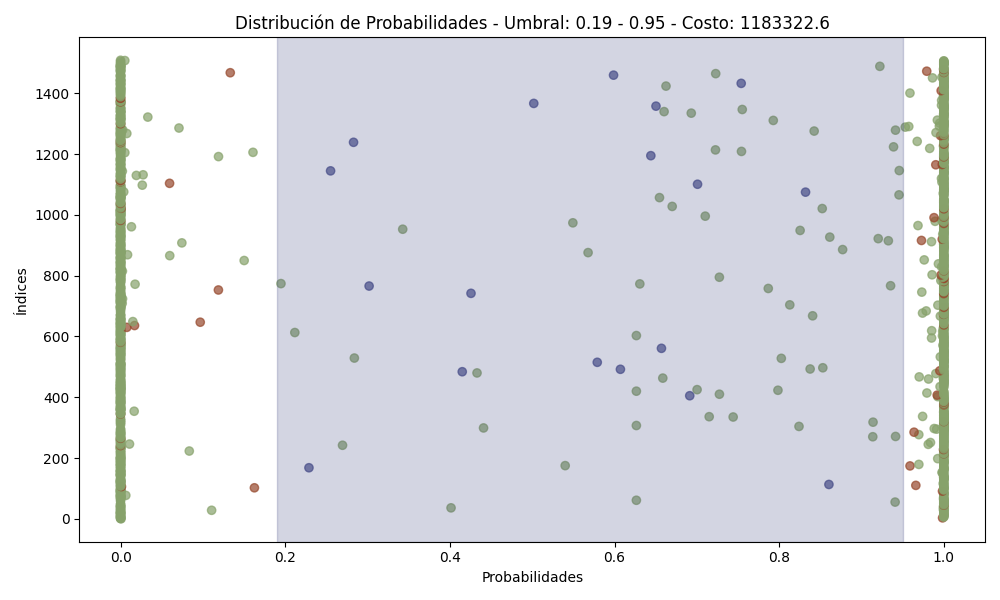 Distribución de Probabilidades - Umbral: 0.19 - 0.95 - Costo: 1183322.6
Índices
1400
1200
1000
800
600
400
200
0
0.0 0.2 0.4 0.6 0.8 1.0
Probabilidades